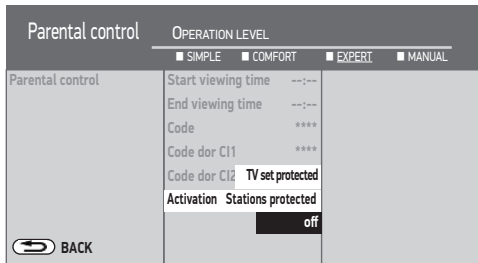 Parental control OPERATION LEVEL
SIMPLE COMFORT EXPERT MANUAL
Parental control Start viewing time --:--
End viewing time --:--
Code ****
Code dor CI1 ****
Code dor CI2 TV set protected
Activation Stations protected
off
BACK